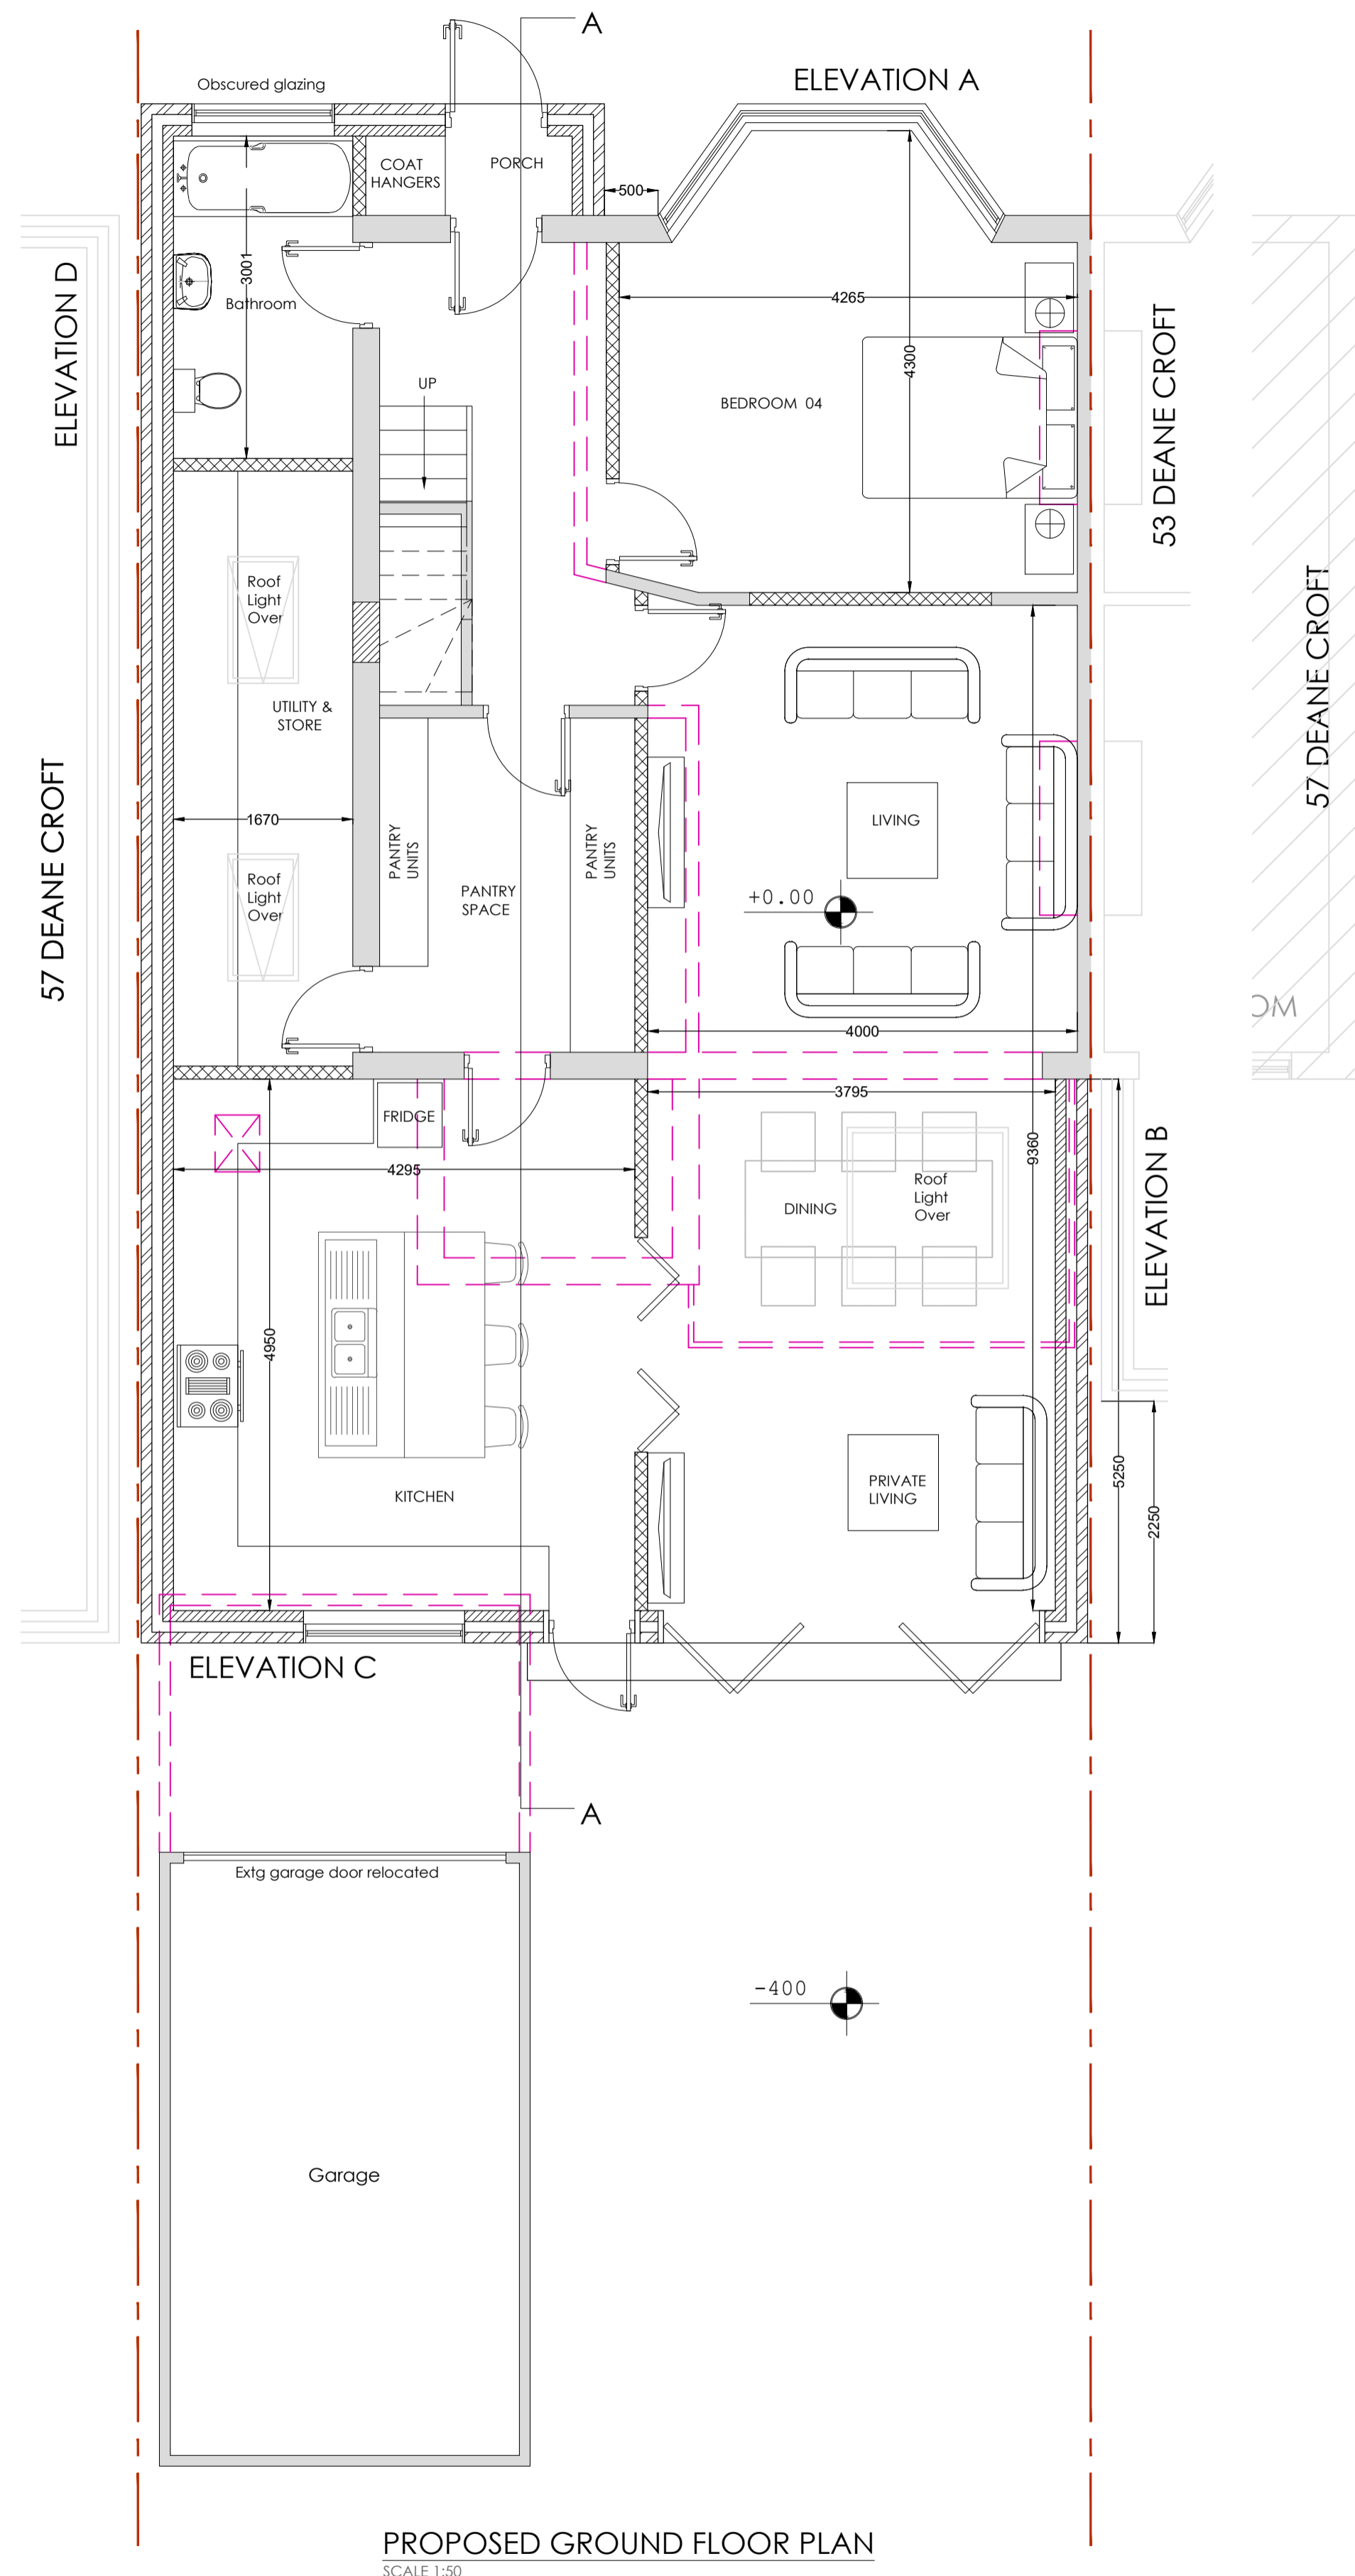 A
ELEVATION A
Obscured glazing
COAT
HANGERS
PORCH
500
3001
Bathroom
4265
4300
BEDROOM 04
UP
ELEVATION D
53 DEANE CROFT
57 DEANE CROFT
Roof
Light
Over
UTILITY &
STORE
1670
Roof
Light
Over
PANTRY
UNITS
PANTRY
SPACE
PANTRY
UNITS
LIVING
+0.00
4000
57 DEANE CROFT
OM
FRIDGE
3795
4295
9360
DINING
Roof
Light
Over
ELEVATION B
4950
KITCHEN
PRIVATE
LIVING
5250
2250
ELEVATION C
A
Extg garage door relocated
-400
Garage
PROPOSED GROUND FLOOR PLAN
SCALE 1:50